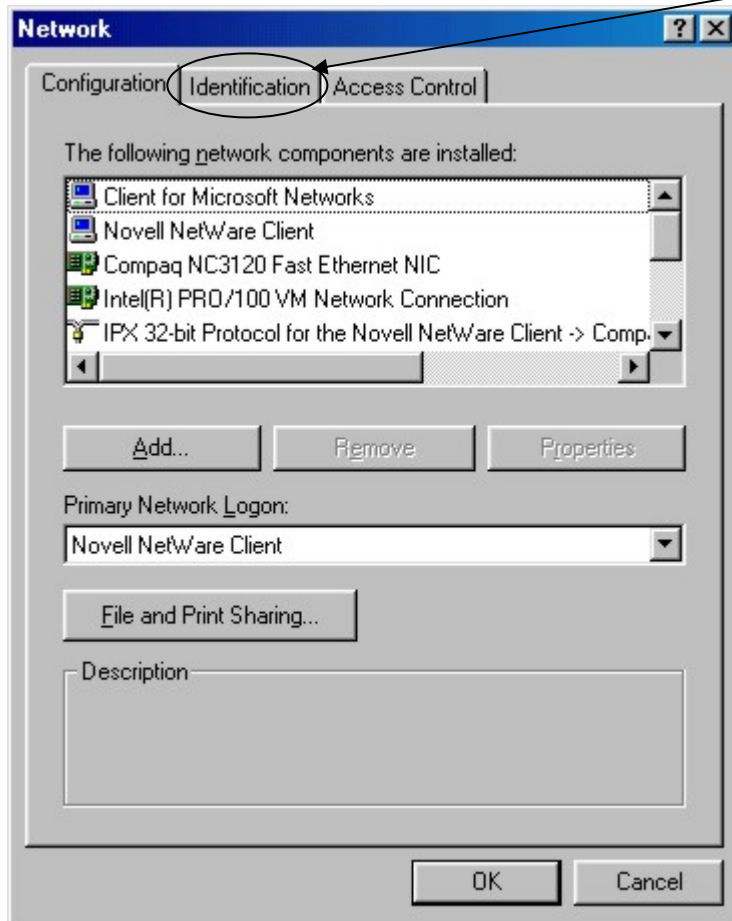 Network
Configuration Identification Access Control
The following network components are installed:
Client for Microsoft Networks
Novell NetWare Client
Compaq NC3120 Fast Ethernet NIC
Intel(R) PRO/100 VM Network Connection
IPX 32-bit Protocol for the Novell NetWare Client -> Comp
Add... Remove Properties
Primary Network Logon:
Novell NetWare Client
File and Print Sharing...
Description
OK Cancel